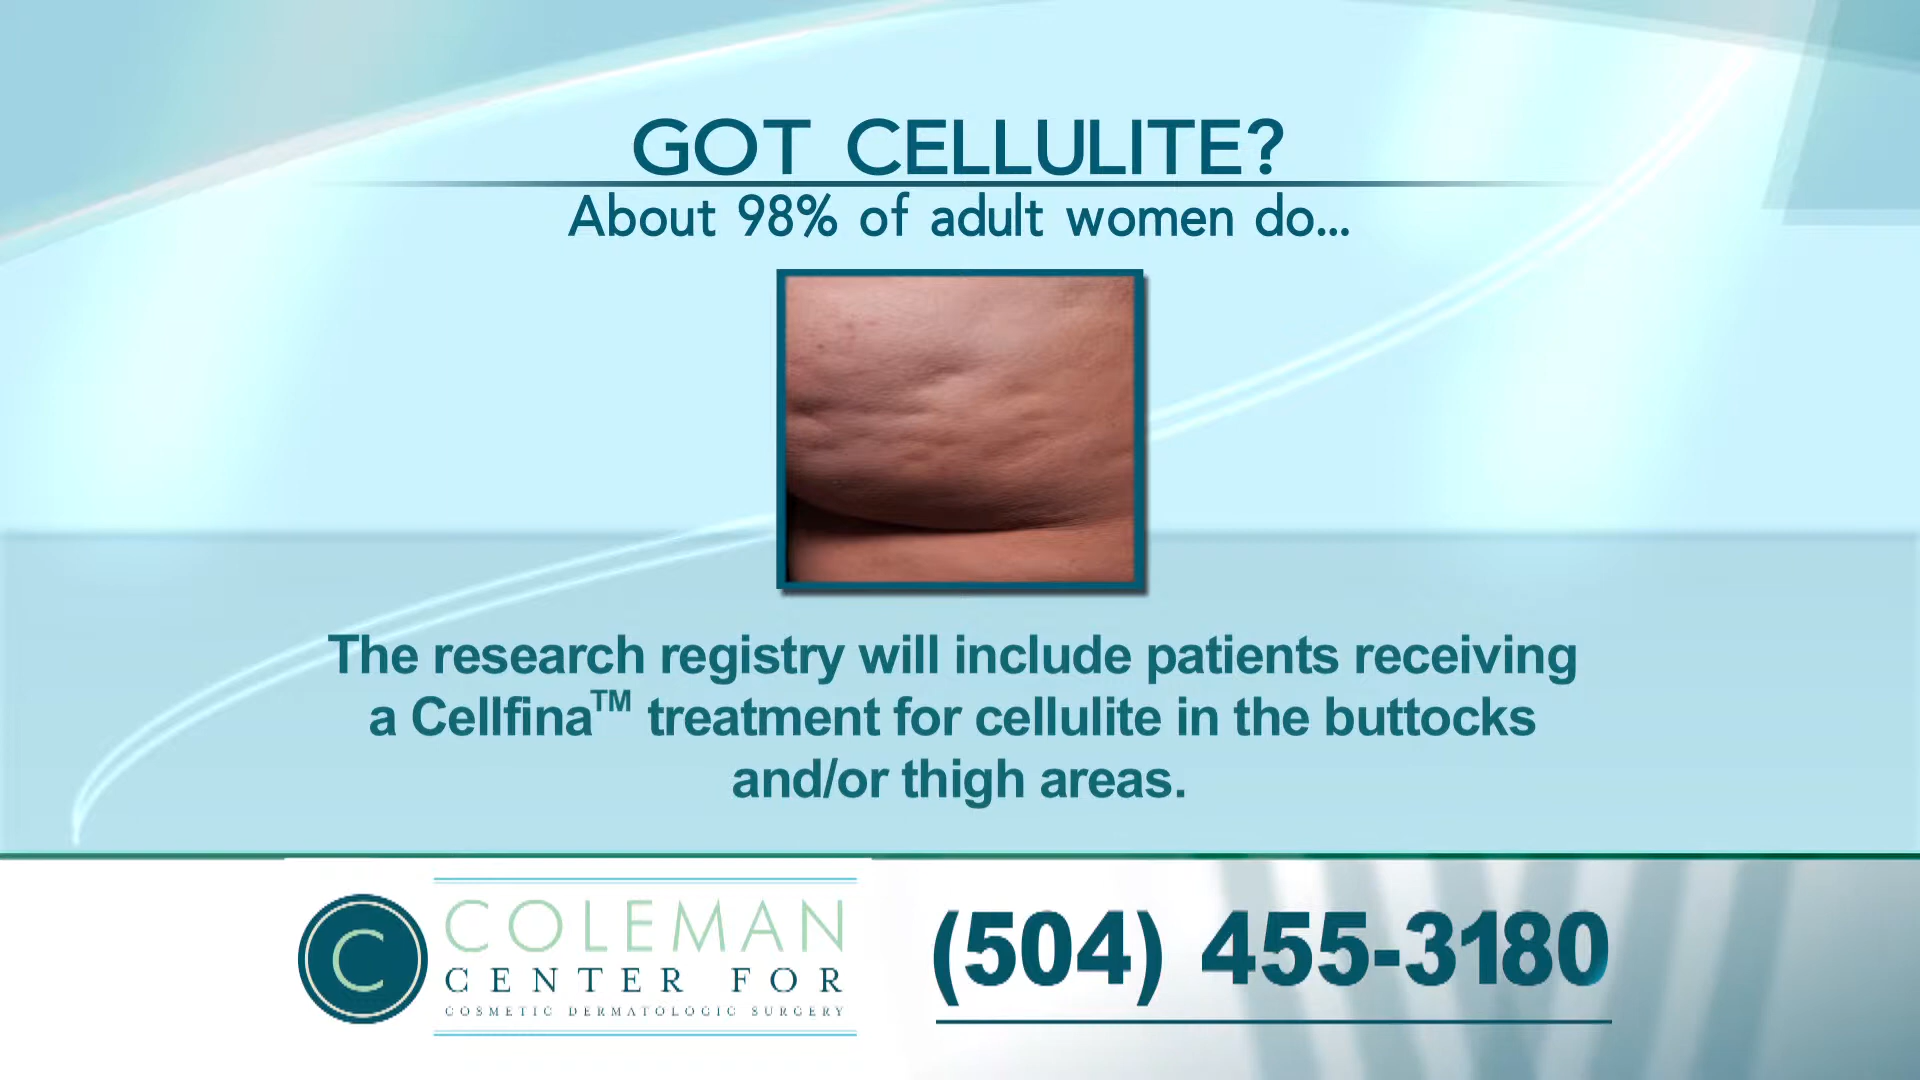 GOT CELLULITE?
About 98% of adult women do...
The research registry will include patients receiving
a Cellfina™ treatment for cellulite in the buttocks
and/or thigh areas.
C
COLEMAN
CENTER FOR
COSMETIC DERMATOLOGIC SURGERY
(504) 455-3180